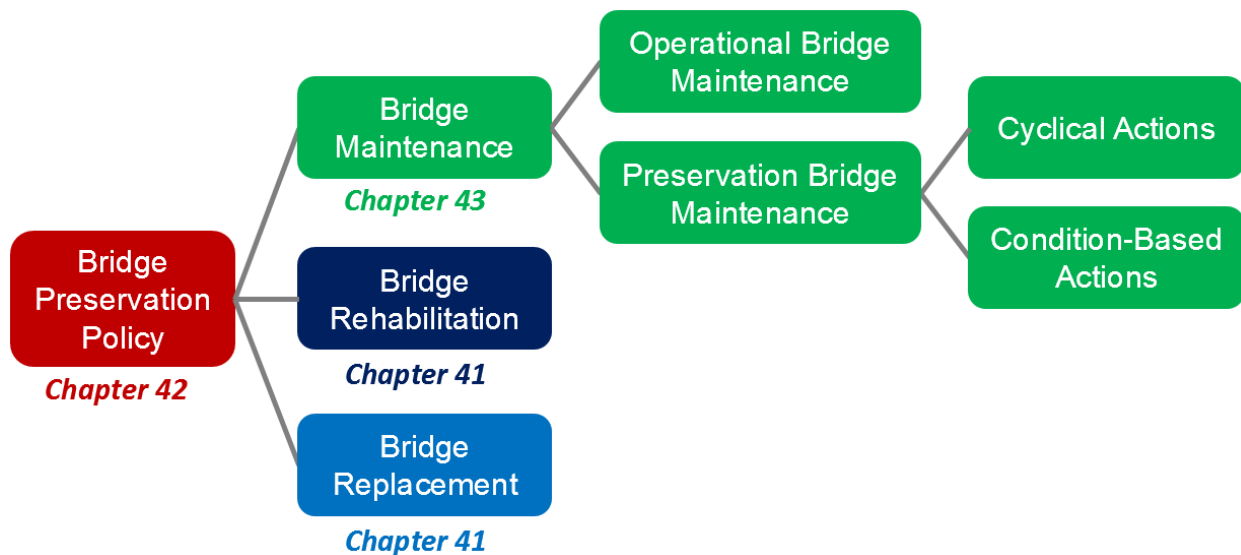 Bridge
Preservation
Policy
Chapter 42
Bridge
Maintenance
Chapter 43
Bridge
Rehabilitation
Chapter 41
Bridge
Replacement
Chapter 41
Operational Bridge
Maintenance
Preservation Bridge
Maintenance
Cyclical Actions
Condition-Based
Actions